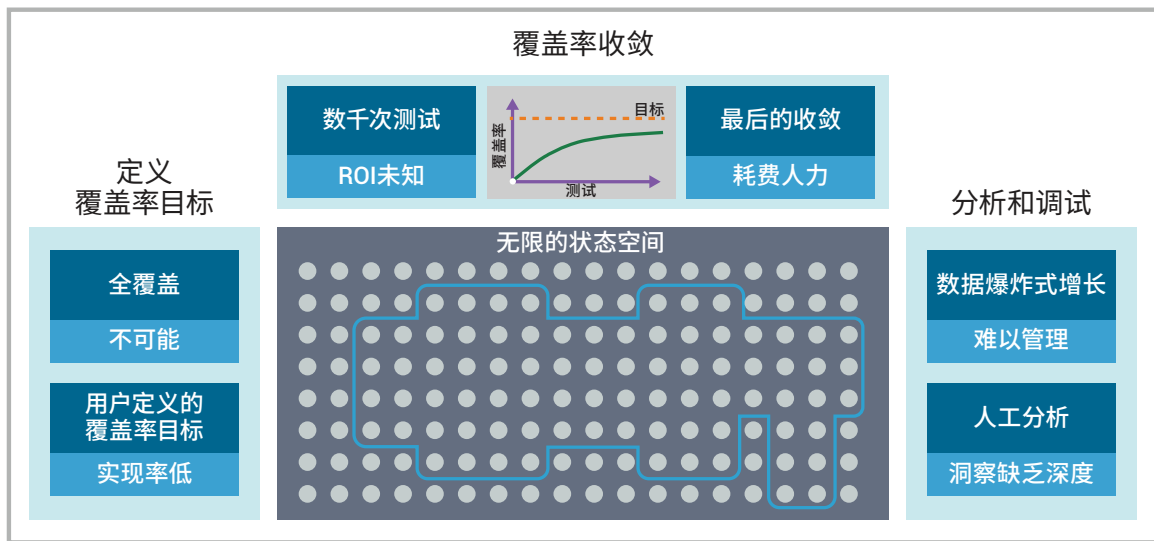 覆盖率收敛
数千次测试
ROI未知
目标
覆盖率
测试
最后的收敛
耗费人力
定义
覆盖率目标
全覆盖
不可能
用户定义的
覆盖率目标
实现率低
无限的状态空间
分析和调试
数据爆炸式增长
难以管理
人工分析
洞察缺乏深度